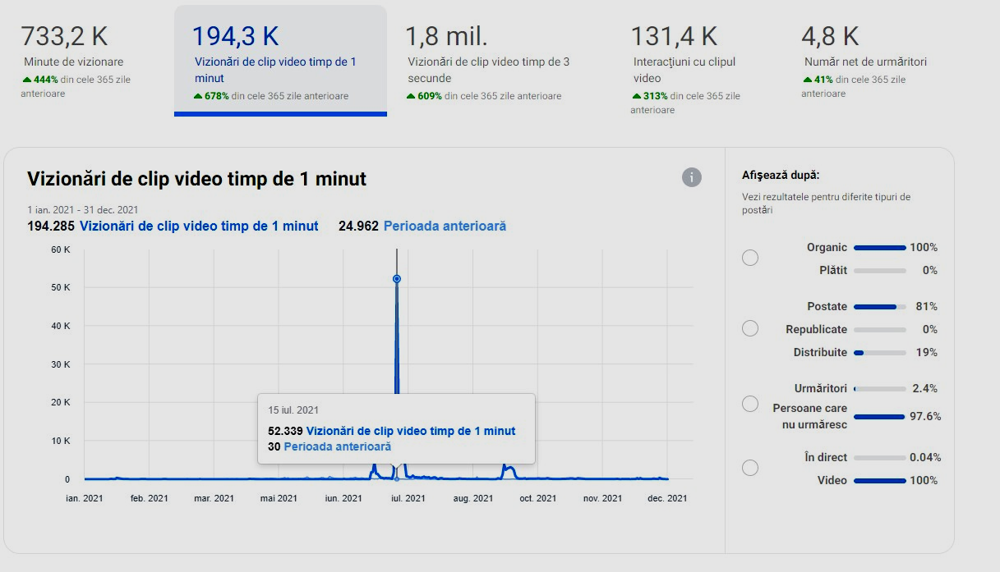 733,2 K
Minute de vizionare
444% din cele 365 zile
anterioare
194,3 K
Vizionări de clip video timp de 1
minut
678% din cele 365 zile anterioare
1,8 mil.
Vizionări de clip video timp de 3
secunde
609% din cele 365 zile anterioare
131,4 K
Interacțiuni cu clipul
video
313% din cele 365 zile
anterioare
4,8 K
Număr net de urmăritori
41% din cele 365 zile
anterioare
Vizionări de clip video timp de 1 minut
i
1 ian. 2021 - 31 dec. 2021
194.285 Vizionări de clip video timp de 1 minut 24.962 Perioada anterioară
60 K
50 K
40 K
30 K
20 K
10 K
0
15 iul. 2021
52.339 Vizionări de clip video timp de 1 minut
30 Perioada anterioară
ian. 2021 feb. 2021 mar. 2021 mai 2021 iun. 2021 iul. 2021 aug. 2021 oct. 2021 nov. 2021 dec. 2021
Afișează după:
Vezi rezultatele pentru diferite tipuri de
postări
Organic 100%
Plătit 0%
Postate 81%
Republicate 0%
Distribuite 19%
Urmăritori 2.4%
Persoane care
nu urmăresc 97.6%
În direct 0.04%
Video 100%